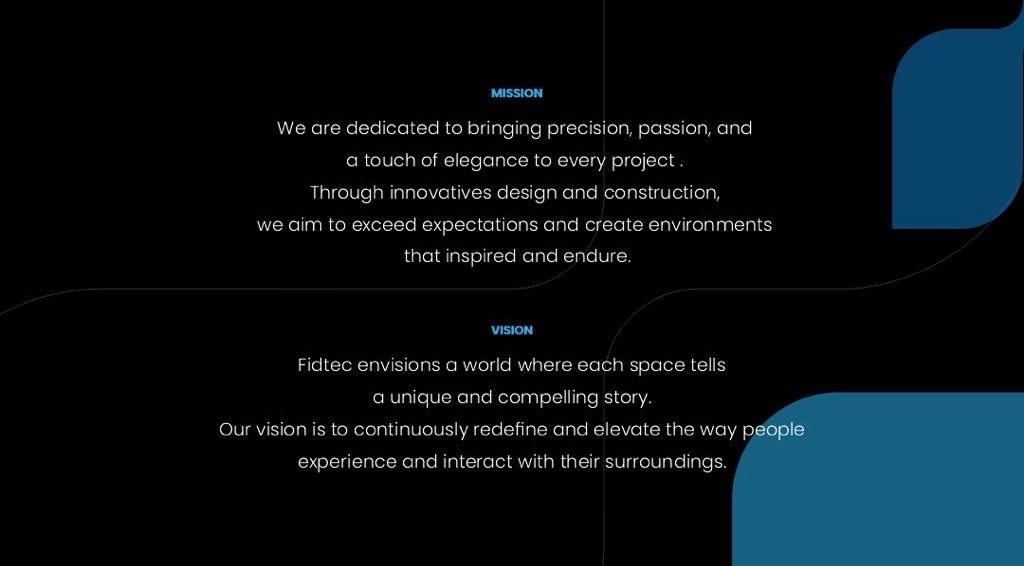 MISSION
We are dedicated to bringing precision, passion, and
a touch of elegance to every project .
Through innovatives design and construction,
we aim to exceed expectations and create environments
that inspired and endure.
VISION
Fidtec envisions a world where each space tells
a unique and compelling story.
Our vision is to continuously redefine and elevate the way people
experience and interact with their surroundings.